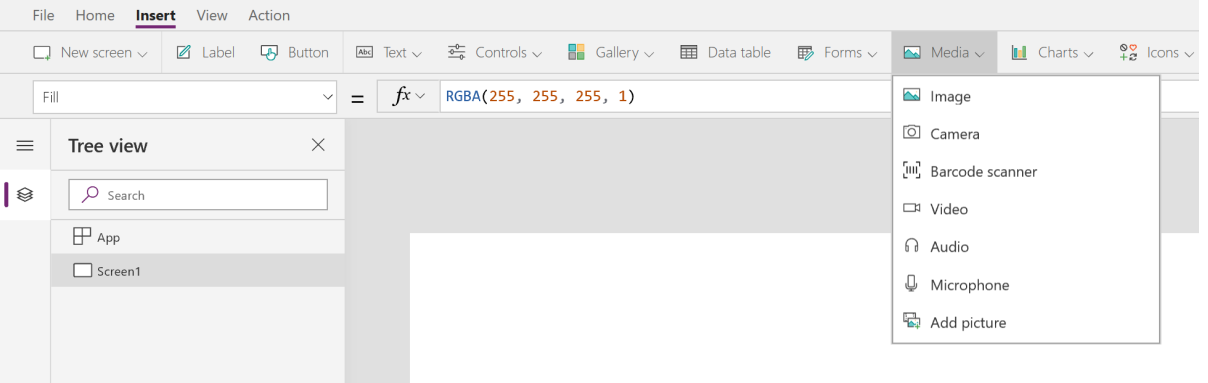 File Home Insert View Action
New screen Label Button Abc Text Controls Gallery Data table Forms Media Charts Icons
Fill = fx RGBA(255, 255, 255, 1)
Image
Tree view
Camera
Barcode scanner
Search
Video
App
Audio
Screen1
Microphone
Add picture